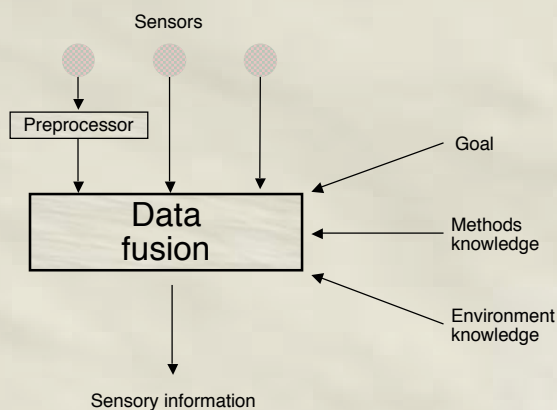 Sensors
Preprocessor
Goal
Data
fusion
Methods
knowledge
Environment
knowledge
Sensory information